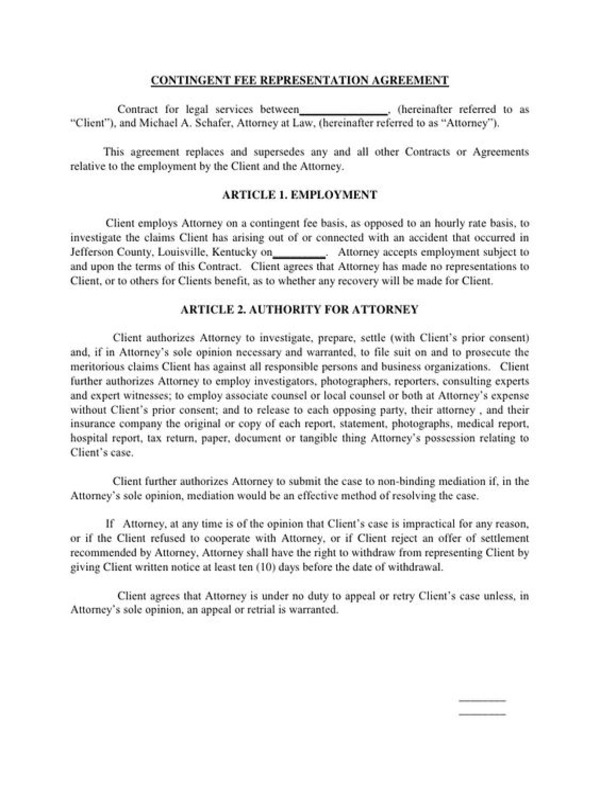 CONTINGENT FEE REPRESENTATION AGREEMENT
Contract for legal services between_______________, (hereinafter referred to as
“Client”), and Michael A. Schafer, Attorney at Law, (hereinafter referred to as “Attorney”).
This agreement replaces and supersedes any and all other Contracts or Agreements
relative to the employment by the Client and the Attorney.
ARTICLE 1. EMPLOYMENT
Client employs Attorney on a contingent fee basis, as opposed to an hourly rate basis, to
investigate the claims Client has arising out of or connected with an accident that occurred in
Jefferson County, Louisville, Kentucky on_________. Attorney accepts employment subject to
and upon the terms of this Contract. Client agrees that Attorney has made no representations to
Client, or to others for Clients benefit, as to whether any recovery will be made for Client.
ARTICLE 2. AUTHORITY FOR ATTORNEY
Client authorizes Attorney to investigate, prepare, settle (with Client’s prior consent)
and, if in Attorney’s sole opinion necessary and warranted, to file suit on and to prosecute the
meritorious claims Client has against all responsible persons and business organizations. Client
further authorizes Attorney to employ investigators, photographers, reporters, consulting experts
and expert witnesses; to employ associate counsel or local counsel or both at Attorney’s expense
without Client’s prior consent; and to release to each opposing party, their attorney , and their
insurance company the original or copy of each report, statement, photographs, medical report,
hospital report, tax return, paper, document or tangible thing Attorney’s possession relating to
Client’s case.
Client further authorizes Attorney to submit the case to non-binding mediation if, in the
Attorney’s sole opinion, mediation would be an effective method of resolving the case.
If Attorney, at any time is of the opinion that Client’s case is impractical for any reason,
or if the Client refused to cooperate with Attorney, or if Client reject an offer of settlement
recommended by Attorney, Attorney shall have the right to withdraw from representing Client by
giving Client written notice at least ten (10) days before the date of withdrawal.
Client agrees that Attorney is under no duty to appeal or retry Client’s case unless, in
Attorney’s sole opinion, an appeal or retrial is warranted.
________
________